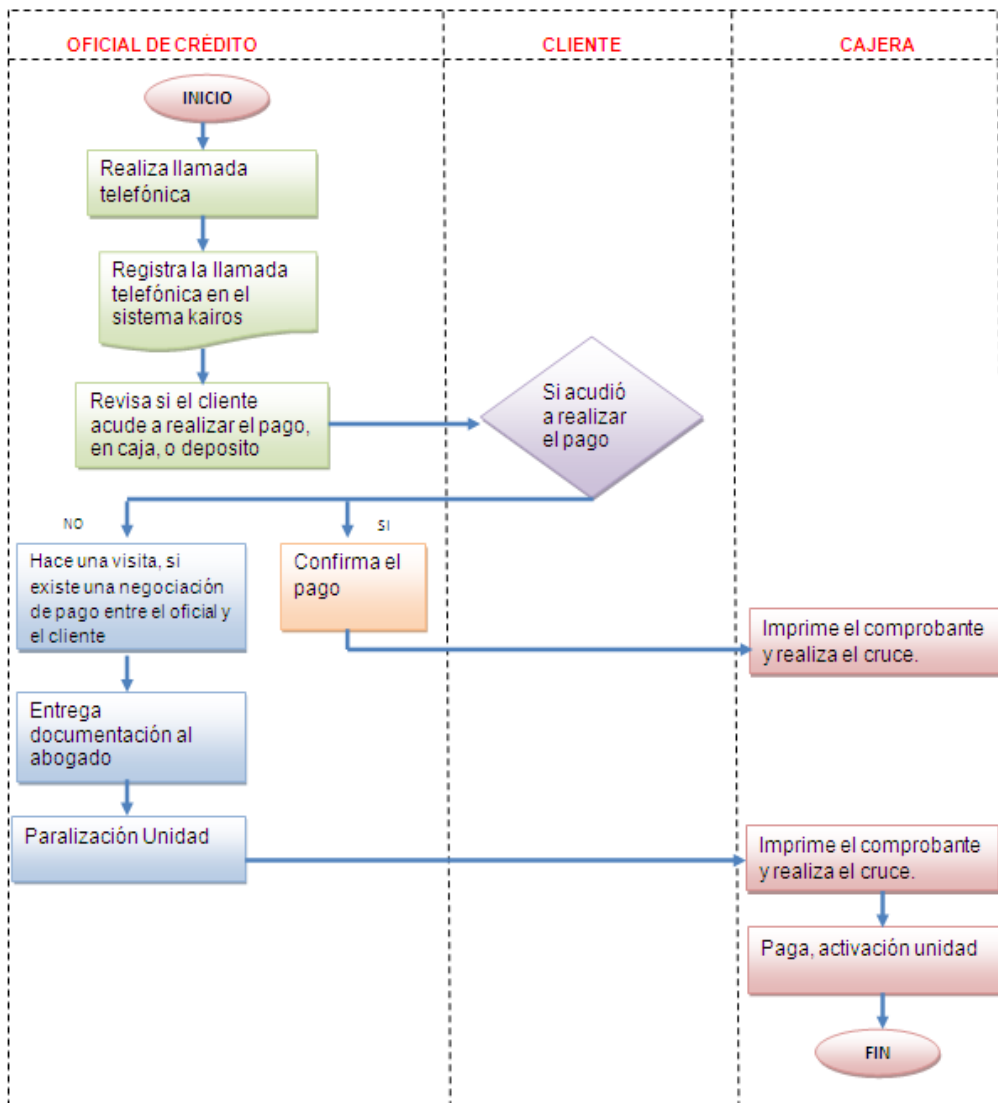 OFICIAL DE CRÉDITO
CLIENTE
CAJERA
INICIO
Realiza llamada
telefónica
Registra la llamada
telefónica en el
sistema kairos
Revisa si el cliente
acude a realizar el pago,
en caja, o deposito
Si acudió
a realizar
el pago
NO
SI
Hace una visita, si
existe una negociación
de pago entre el oficial y
el cliente
Confirma el
pago
Imprime el comprobante
y realiza el cruce.
Entrega
documentación al
abogado
Paralización Unidad
Imprime el comprobante
y realiza el cruce.
Paga, activación unidad
FIN